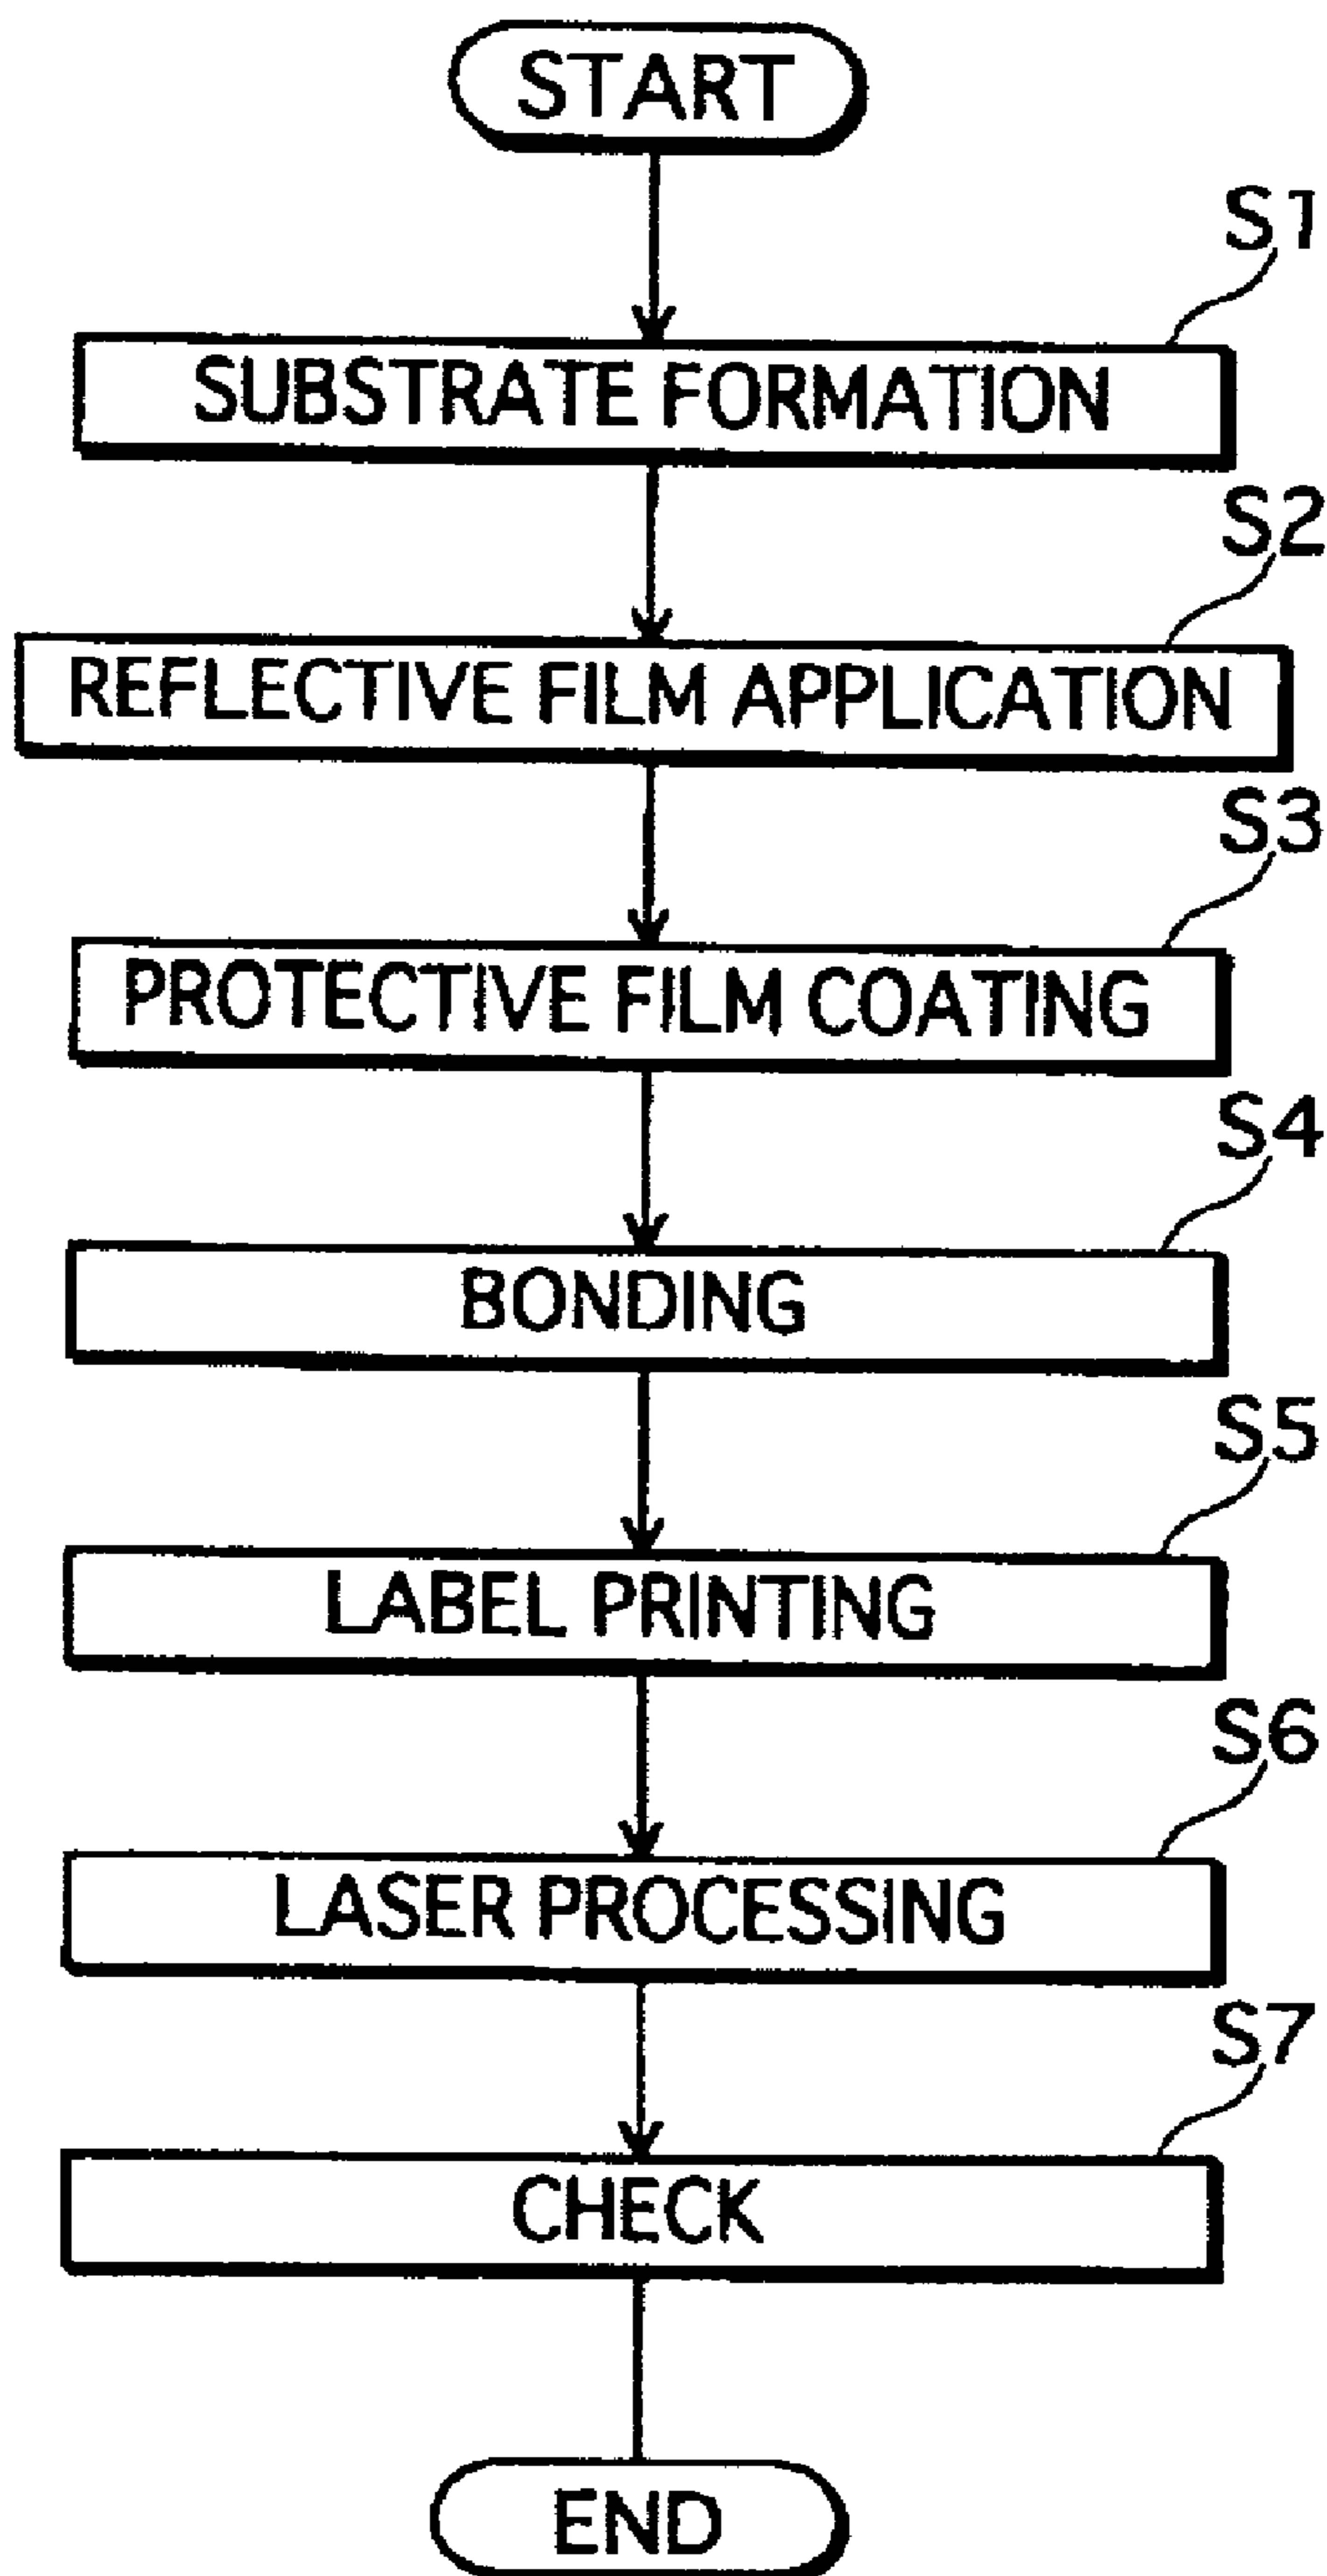 START
S1
SUBSTRATE FORMATION
S2
REFLECTIVE FILM APPLICATION
S3
PROTECTIVE FILM COATING
S4
BONDING
S5
LABEL PRINTING
S6
LASER PROCESSING
S7
CHECK
END